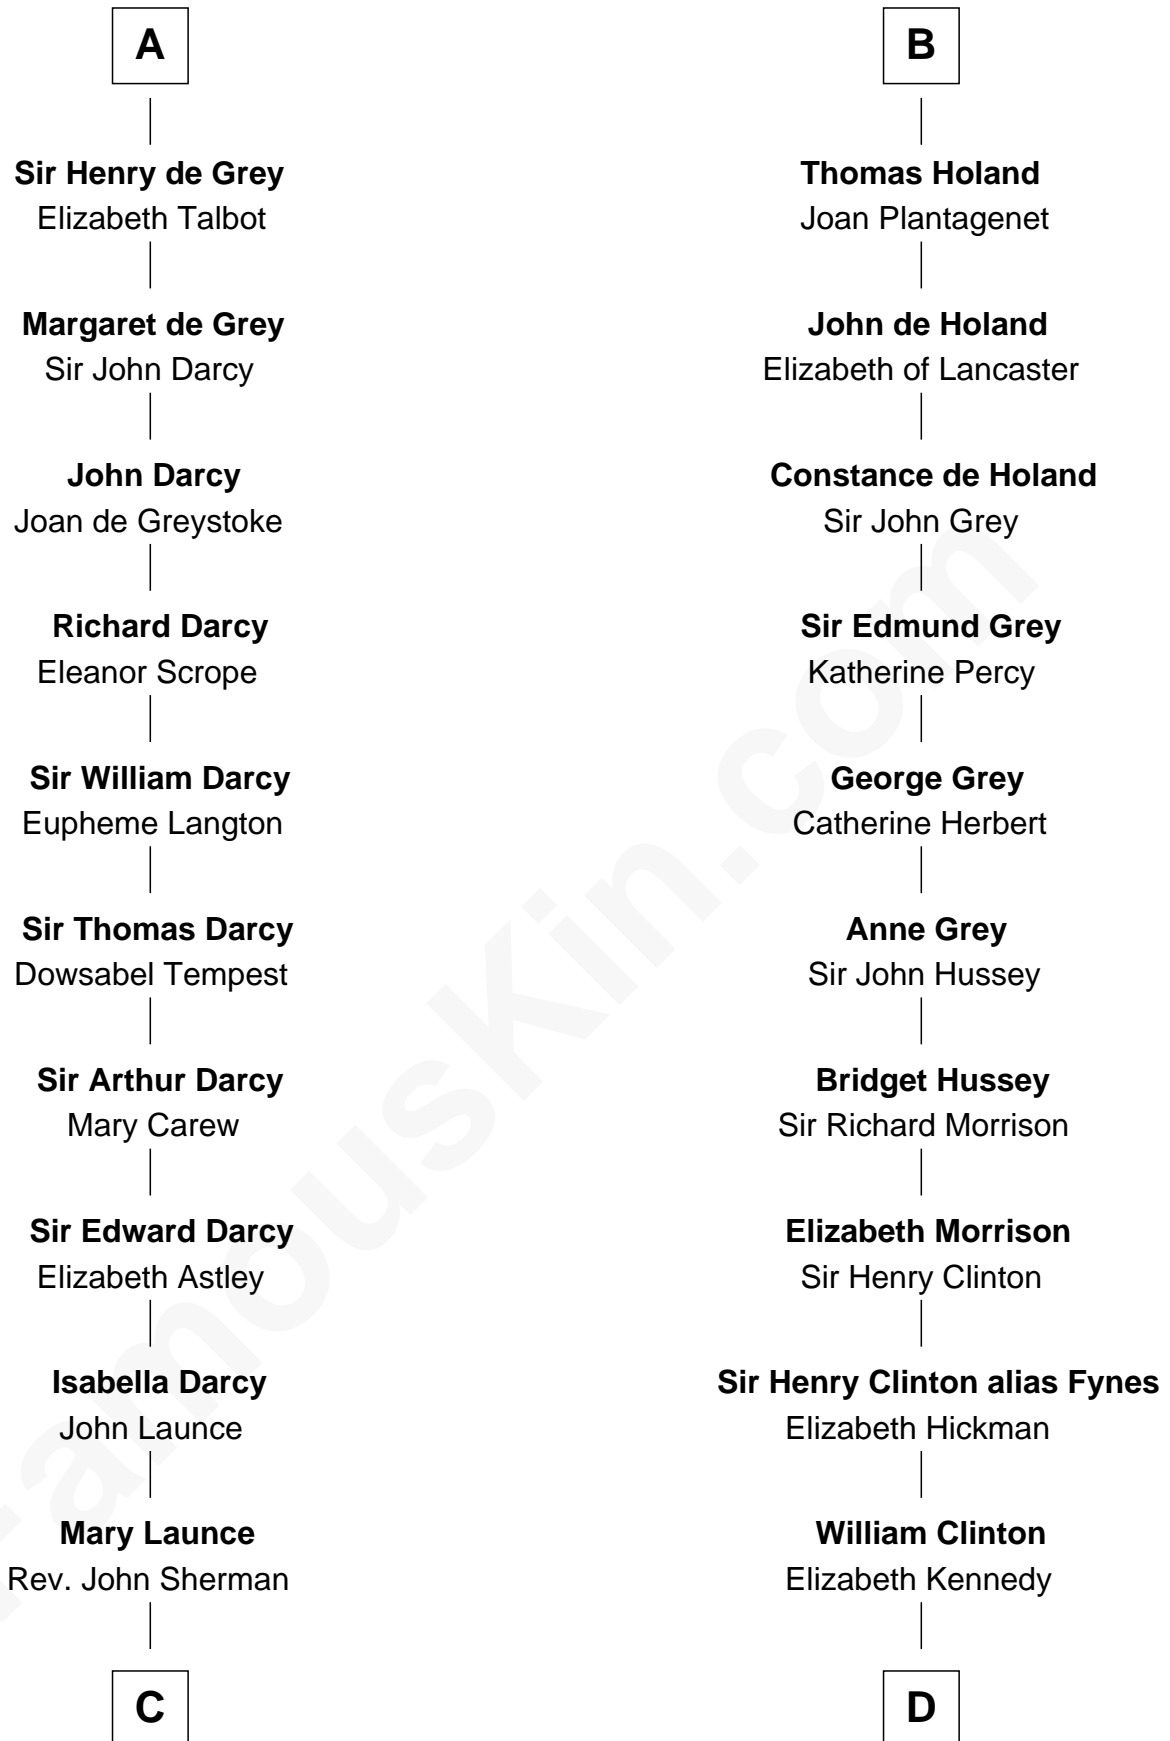 A
Sir Henry de Grey
Elizabeth Talbot
Margaret de Grey
Sir John Darcy
John Darcy
Joan de Greystoke
Richard Darcy
Eleanor Scrope
Sir William Darcy
Eupheme Langton
Sir Thomas Darcy
Dowsabel Tempest
Sir Arthur Darcy
Mary Carew
Sir Edward Darcy
Elizabeth Astley
Isabella Darcy
John Launce
Mary Launce
Rev. John Sherman
C
B
Thomas Holand
Joan Plantagenet
John de Holand
Elizabeth of Lancaster
Constance de Holand
Sir John Grey
Sir Edmund Grey
Katherine Percy
George Grey
Catherine Herbert
Anne Grey
Sir John Hussey
Bridget Hussey
Sir Richard Morrison
Elizabeth Morrison
Sir Henry Clinton
Sir Henry Clinton alias Fynes
Elizabeth Hickman
William Clinton
Elizabeth Kennedy
D
FamousKin.com